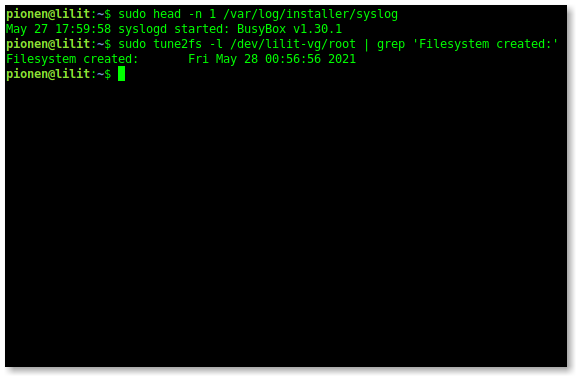 pionen@lilit:~$ sudo head -n 1 /var/log/installer/syslog
May 27 17:59:58 syslogd started: BusyBox v1.30.1
pionen@lilit:~$ sudo tune2fs -l /dev/lilit-vg/root | grep 'Filesystem created:'
Filesystem created:       Fri May 28 00:56:56 2021
pionen@lilit:~$